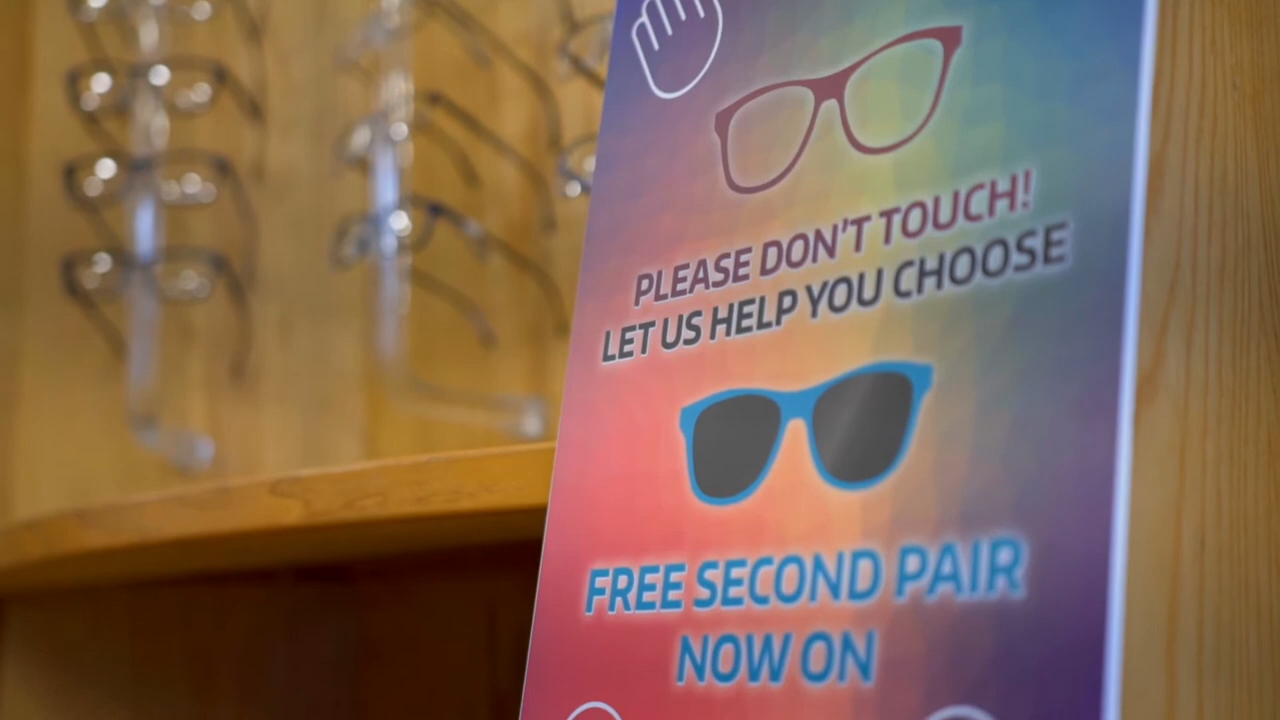 PLEASE DON'T TOUCH!
LET US HELP YOU CHOOSE
FREE SECOND PAIR
NOW ON